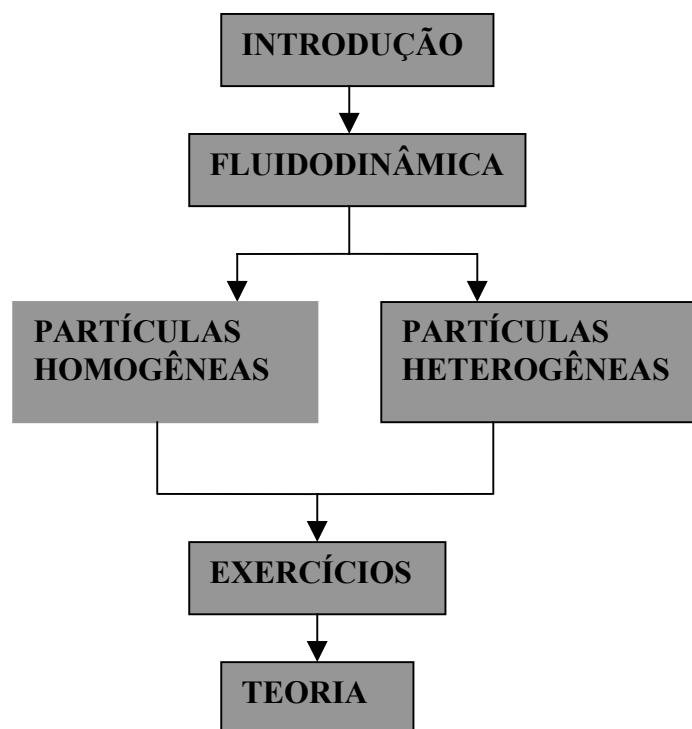 INTRODUÇÃO
FLUIDODINÂMICA
PARTÍCULAS
HOMOGÊNEAS
PARTÍCULAS
HETEROGÊNEAS
EXERCÍCIOS
TEORIA